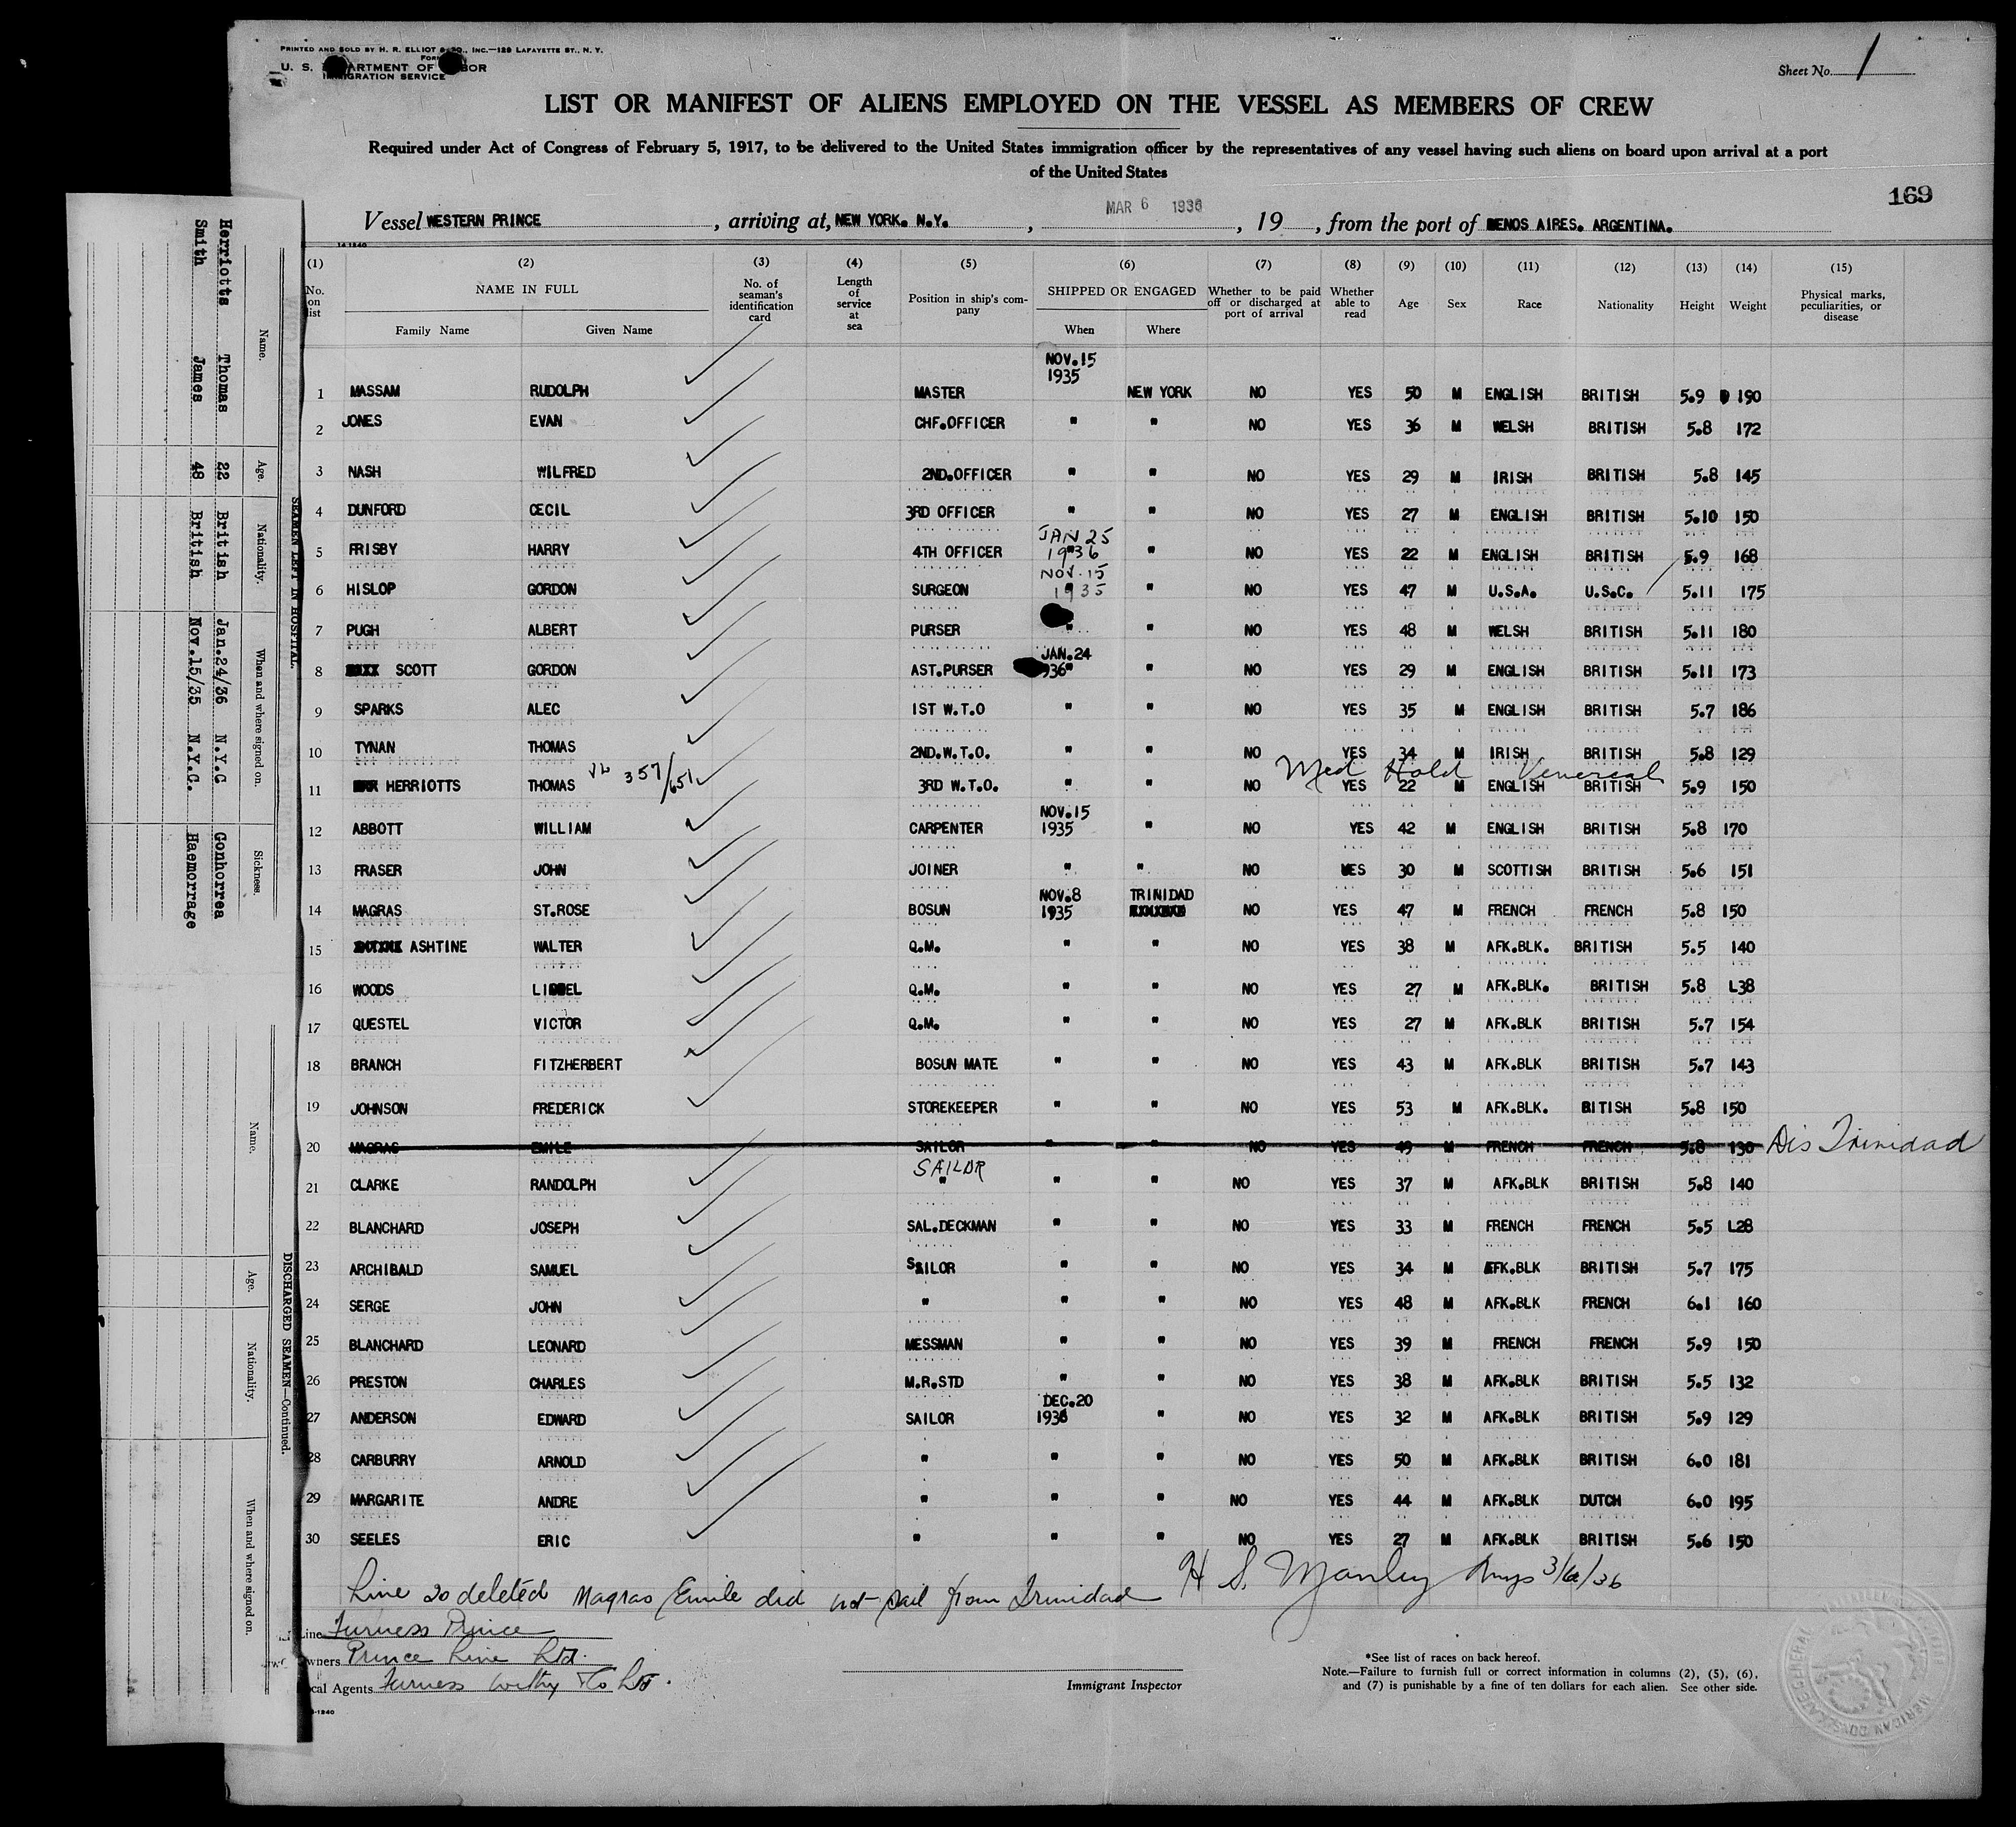 PRINTED AND SOLD BY H. R. ELLIOT & CO., INC.—129 LAFAYETTE ST., N. Y.
U. S. DEPARTMENT OF LABOR
IMMIGRATION SERVICE
Sheet No. 1
LIST OR MANIFEST OF ALIENS EMPLOYED ON THE VESSEL AS MEMBERS OF CREW
Required under Act of Congress of February 5, 1917, to be delivered to the United States immigration officer by the representatives of any vessel having such aliens on board upon arrival at a port
of the United States
169
Vessel WESTERN PRINCE, arriving at, NEW YORK. N.Y., MAR 6 1936, 19, from the port of BENOS AIRES. ARGENTINA.
14-1240
(1) (2) (3) (4) (5) (6) (7) (8) (9) (10) (11) (12) (13) (14) (15)
No. on list NAME IN FULL Family Name Given Name No. of seaman's identification card Length of service at sea Position in ship's company SHIPPED OR ENGAGED When Where Whether to be paid off or discharged at port of arrival Whether able to read Age Sex Race Nationality Height Weight Physical marks, peculiarities, or disease
NOV.15
1935
1 MASSAM RUDOLPH MASTER NEW YORK NO YES 50 M ENGLISH BRITISH 5.9 190
2 JONES EVAN CHF.OFFICER " " NO YES 36 M WELSH BRITISH 5.8 172
3 NASH WILFRED 2ND.OFFICER " " NO YES 29 M IRISH BRITISH 5.8 145
4 DUNFORD CECIL 3RD OFFICER " " NO YES 27 M ENGLISH BRITISH 5.10 150
JAN 25
5 FRISBY HARRY 4TH OFFICER 1936 " NO YES 22 M ENGLISH BRITISH 5.9 168
NOV. 15
6 HISLOP GORDON SURGEON 1935 " NO YES 47 M U.S.A. U.S.C. 5.11 175
7 PUGH ALBERT PURSER " " NO YES 48 M WELSH BRITISH 5.11 180
JAN.24
8 SCOTT GORDON AST.PURSER 936" " NO YES 29 M ENGLISH BRITISH 5.11 173
9 SPARKS ALEC 1ST W.T.O " " NO YES 35 M ENGLISH BRITISH 5.7 186
10 TYNAN THOMAS 2ND.W.T.O. " " NO YES 34 M IRISH BRITISH 5.8 129
357/651 Med Hold Venereal
11 HERRIOTTS THOMAS 3RD W.T.O. " " NO YES 22 M ENGLISH BRITISH 5.9 150
NOV.15
12 ABBOTT WILLIAM CARPENTER 1935 " NO YES 42 M ENGLISH BRITISH 5.8 170
13 FRASER JOHN JOINER " " NO YES 30 M SCOTTISH BRITISH 5.6 151
NOV.8 TRINIDAD
14 MAGRAS ST.ROSE BOSUN 1935 NO YES 47 M FRENCH FRENCH 5.8 150
15 ASHTINE WALTER Q.M. " " NO YES 38 M AFK.BLK. BRITISH 5.5 140
16 WOODS Q.M. " " NO YES 27 M AFK.BLK. BRITISH 5.8 L38
17 QUESTEL VICTOR Q.M. " " NO YES 27 M AFK.BLK BRITISH 5.7 154
18 BRANCH FITZHERBERT BOSUN MATE " " NO YES 43 M AFK.BLK BRITISH 5.7 143
19 JOHNSON FREDERICK STOREKEEPER " " NO YES 53 M AFK.BLK. BITISH 5.8 150
20 MAGRAS EMILE SAILOR " " NO YES 49 M FRENCH FRENCH 5.8 130 Dis Trinidad
SAILOR
21 CLARKE RANDOLPH " " " NO YES 37 M AFK.BLK BRITISH 5.8 140
22 BLANCHARD JOSEPH SAL.DECKMAN " " NO YES 33 M FRENCH FRENCH 5.5 L28
23 ARCHIBALD SAMUEL SAILOR " " NO YES 34 M AFK.BLK BRITISH 5.7 175
24 SERGE JOHN " " " NO YES 48 M AFK.BLK FRENCH 6.1 160
25 BLANCHARD LEONARD MESSMAN " " NO YES 39 M FRENCH FRENCH 5.9 150
26 PRESTON CHARLES M.R.STD " " NO YES 38 M AFK.BLK BRITISH 5.5 132
DEC.20
27 ANDERSON EDWARD SAILOR 1936 " NO YES 32 M AFK.BLK BRITISH 5.9 129
28 CARBURRY ARNOLD " " " NO YES 50 M AFK.BLK BRITISH 6.0 181
29 MARGARITE ANDRE " " " NO YES 44 M AFK.BLK DUTCH 6.0 195
30 SEELES ERIC " " " NO YES 27 M AFK.BLK BRITISH 5.6 150
Line 20 deleted Magras Emile did not sail from Trinidad H S. Manley 3/6/36
Line Furness Prince
Owners Prince Line Ltd.
Local Agents Furness Withy & Co Ltd.
Immigrant Inspector
*See list of races on back hereof.
Note.—Failure to furnish full or correct information in columns (2), (5), (6),
and (7) is punishable by a fine of ten dollars for each alien. See other side.
SEAMEN LEFT IN HOSPITAL.
Name. Age. Nationality. When and where signed on. Sickness.
Herriotts Thomas 22 British Jan.24/36 N.Y.C Gonhorrea
Smith James 48 British Nov.15/35 N.Y.C. Haemorrage
DISCHARGED SEAMEN—Continued.
Name. Age. Nationality. When and where signed on.